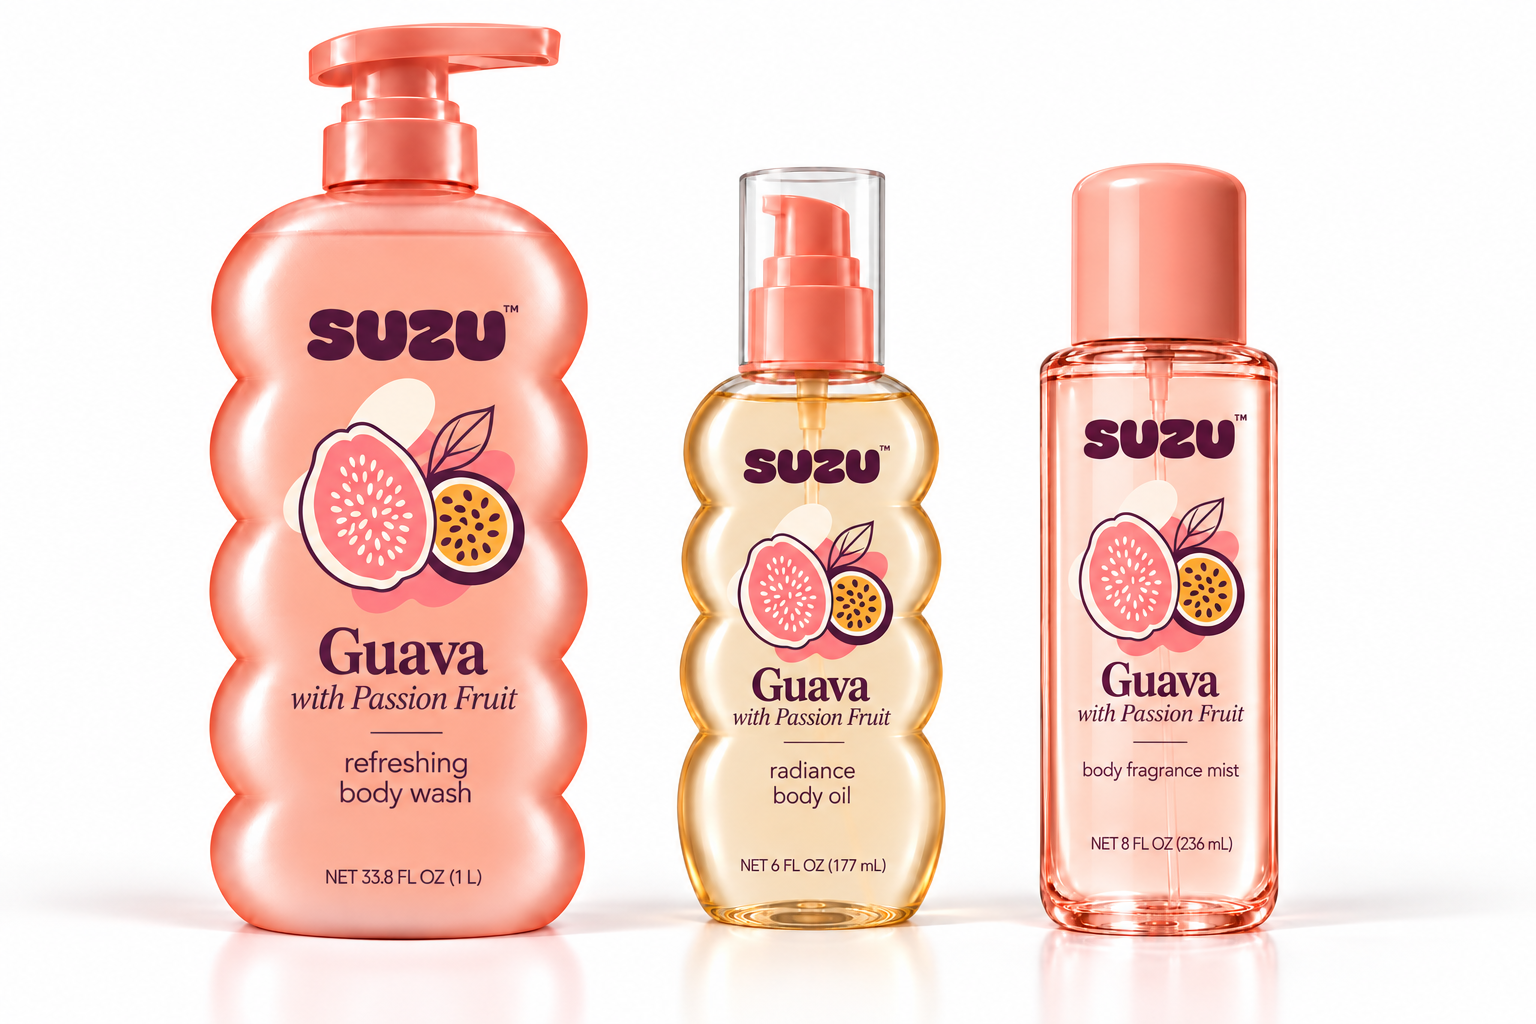 SUZU™
Guava
with Passion Fruit
refreshing
body wash
NET 33.8 FL OZ (1 L)
SUZU™
Guava
with Passion Fruit
radiance
body oil
NET 6 FL OZ (177 mL)
SUZU™
Guava
with Passion Fruit
body fragrance mist
NET 8 FL OZ (236 mL)